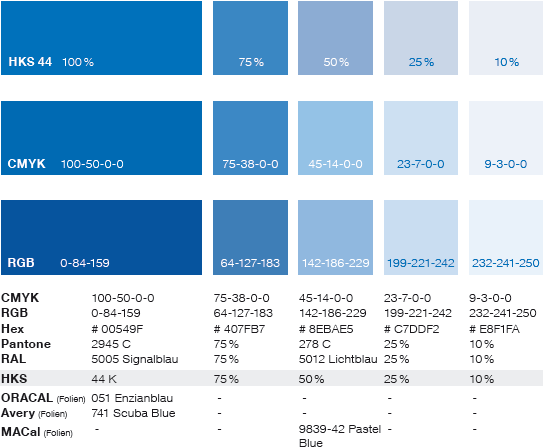 HKS 44 100 % 75 % 50 % 25 % 10 %
CMYK 100-50-0-0 75-38-0-0 45-14-0-0 23-7-0-0 9-3-0-0
RGB 0-84-159 64-127-183 142-186-229 199-221-242 232-241-250
CMYK 100-50-0-0 75-38-0-0 45-14-0-0 23-7-0-0 9-3-0-0
RGB 0-84-159 64-127-183 142-186-229 199-221-242 232-241-250
Hex # 00549F # 407FB7 # 8EBAE5 # C7DDF2 # E8F1FA
Pantone 2945 C 75 % 278 C 25 % 10 %
RAL 5005 Signalblau 75 % 5012 Lichtblau 25 % 10 %
HKS 44 K 75 % 50 % 25 % 10 %
ORACAL (Folien) 051 Enzianblau - - - -
Avery (Folien) 741 Scuba Blue - - - -
MACal (Folien) - - 9839-42 Pastel - -
Blue